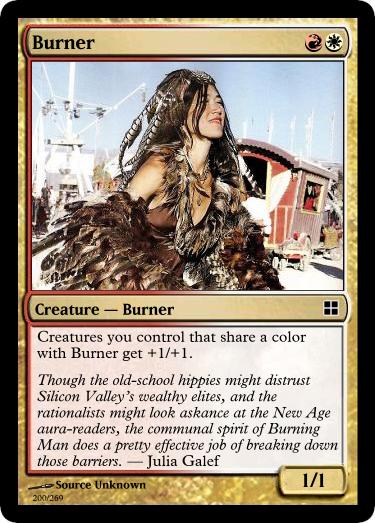 Burner
Creature — Burner
Creatures you control that share a color
with Burner get +1/+1.
Though the old-school hippies might distrust
Silicon Valley's wealthy elites, and the
rationalists might look askance at the New Age
aura-readers, the communal spirit of Burning
Man does a pretty effective job of breaking down
those barriers. — Julia Galef
1/1
Source Unknown
200/269